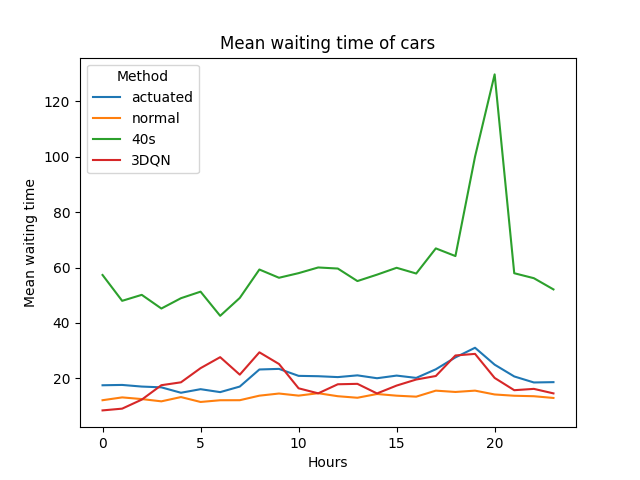 Mean waiting time of cars
Method
actuated
normal
40s
3DQN
Mean waiting time
120
100
80
60
40
20
0
5
10
15
20
Hours